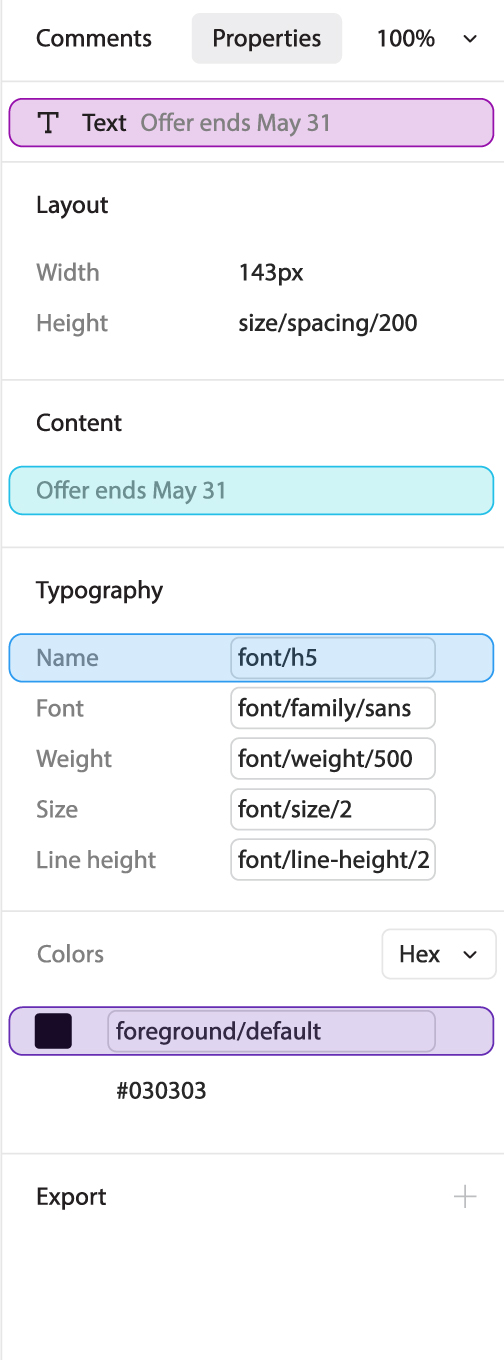 Comments Properties 100%
T Text Offer ends May 31
Layout
Width 143px
Height size/spacing/200
Content
Offer ends May 31
Typography
Name font/h5
Font font/family/sans
Weight font/weight/500
Size font/size/2
Line height font/line-height/2
Colors Hex
foreground/default
#030303
Export